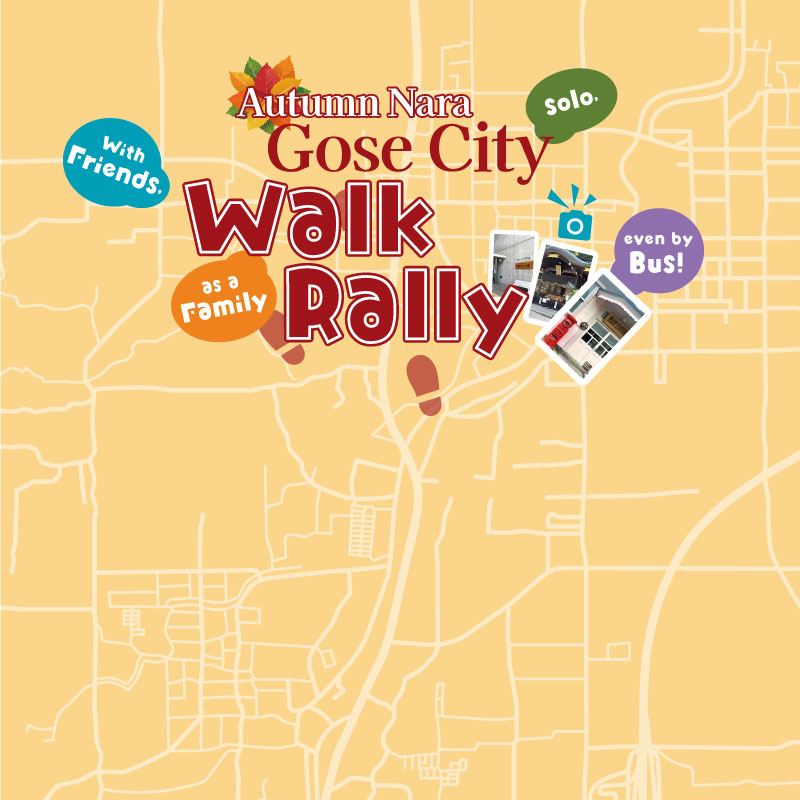 Autumn Nara
Gose City
Walk
Rally
Solo.
With
Friends,
as a
Family
even by
Bus!